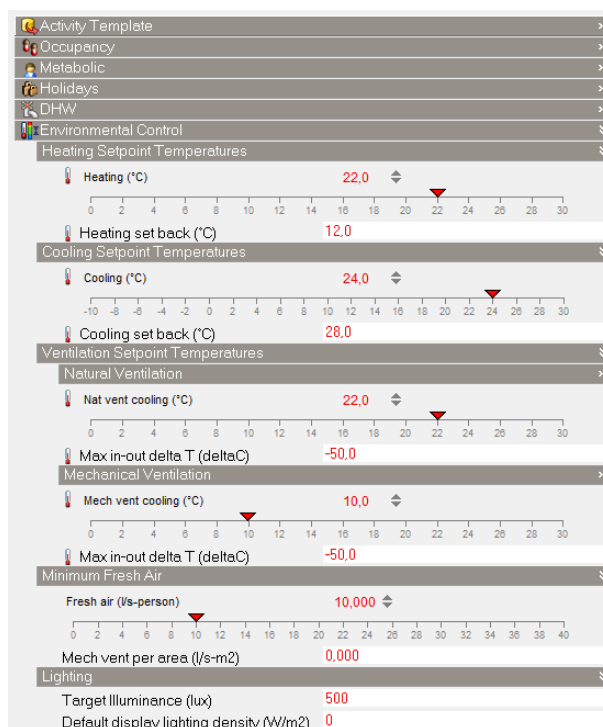 Activity Template
Occupancy
Metabolic
Holidays
DHW
Environmental Control
Heating Setpoint Temperatures
Heating (°C) 22,0
0 2 4 6 8 10 12 14 16 18 20 22 24 26 28 30
Heating set back (°C) 12,0
Cooling Setpoint Temperatures
Cooling (°C) 24,0
-10 -8 -6 -4 -2 0 2 4 6 8 10 12 14 16 18 20 22 24 26 28 30
Cooling set back (°C) 28,0
Ventilation Setpoint Temperatures
Natural Ventilation
Nat vent cooling (°C) 22,0
0 2 4 6 8 10 12 14 16 18 20 22 24 26 28 30
Max in-out delta T (deltaC) -50,0
Mechanical Ventilation
Mech vent cooling (°C) 10,0
0 2 4 6 8 10 12 14 16 18 20 22 24 26 28 30
Max in-out delta T (deltaC) -50,0
Minimum Fresh Air
Fresh air (l/s-person) 10,000
0 2 4 6 8 10 12 14 16 18 20 22 24 26 28 30 32 34 36 38 40
Mech vent per area (l/s-m2) 0,000
Lighting
Target Illuminance (lux) 500
Default display lighting density (W/m2) 0